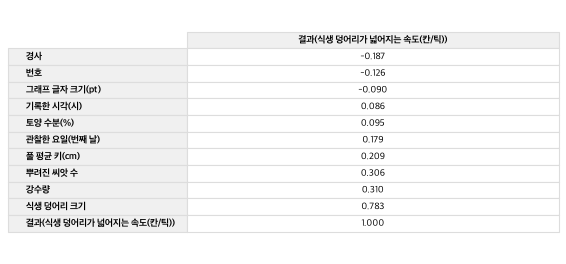 결과(식생 덩어리가 넓어지는 속도(칸/틱))
경사 -0.187
번호 -0.126
그래프 글자 크기(pt) -0.090
기록한 시각(시) 0.086
토양 수분(%) 0.095
관찰한 요일(번째 날) 0.179
풀 평균 키(cm) 0.209
뿌려진 씨앗 수 0.306
강수량 0.310
식생 덩어리 크기 0.783
결과(식생 덩어리가 넓어지는 속도(칸/틱)) 1.000